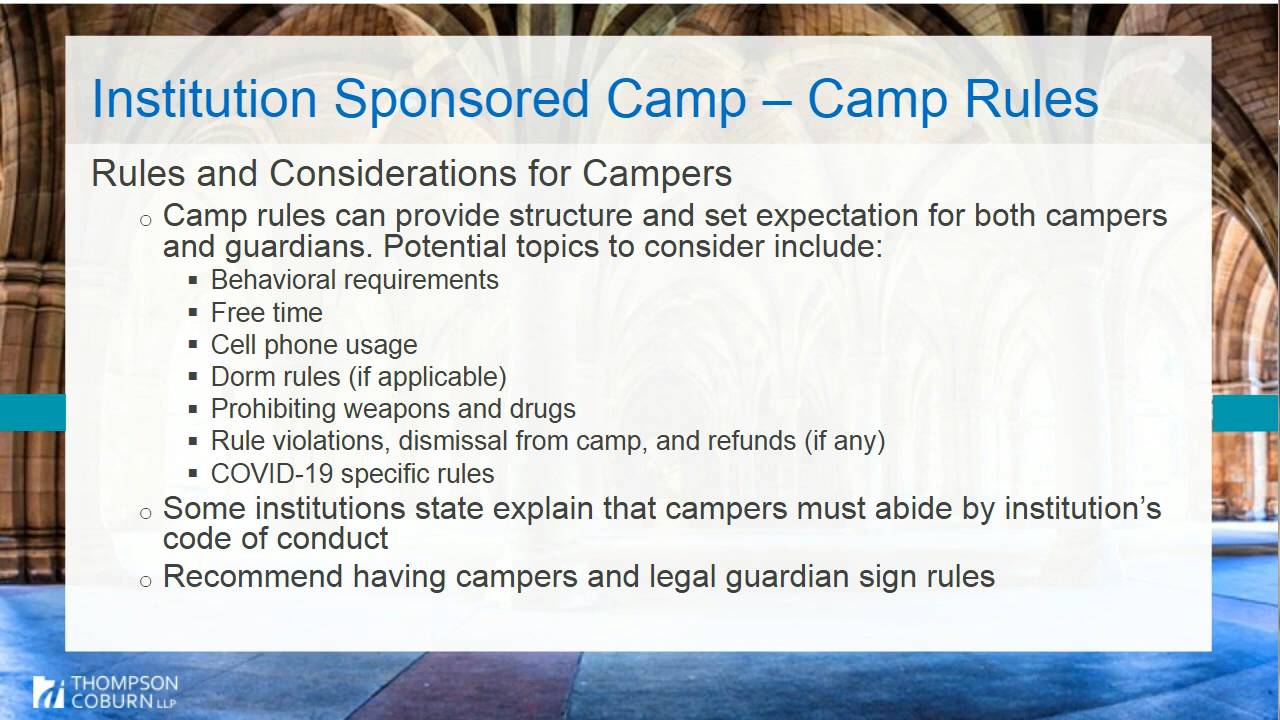 Institution Sponsored Camp – Camp Rules
Rules and Considerations for Campers
Camp rules can provide structure and set expectation for both campers
and guardians. Potential topics to consider include:
Behavioral requirements
Free time
Cell phone usage
Dorm rules (if applicable)
Prohibiting weapons and drugs
Rule violations, dismissal from camp, and refunds (if any)
COVID-19 specific rules
Some institutions state explain that campers must abide by institution’s
code of conduct
Recommend having campers and legal guardian sign rules
THOMPSON
COBURN LLP